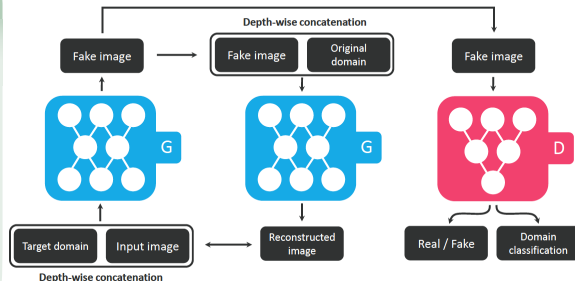 Depth-wise concatenation
Fake image
Fake image
Original
domain
Fake image
G
G
D
Target domain
Input image
Reconstructed
image
Real / Fake
Domain
classification
Depth-wise concatenation